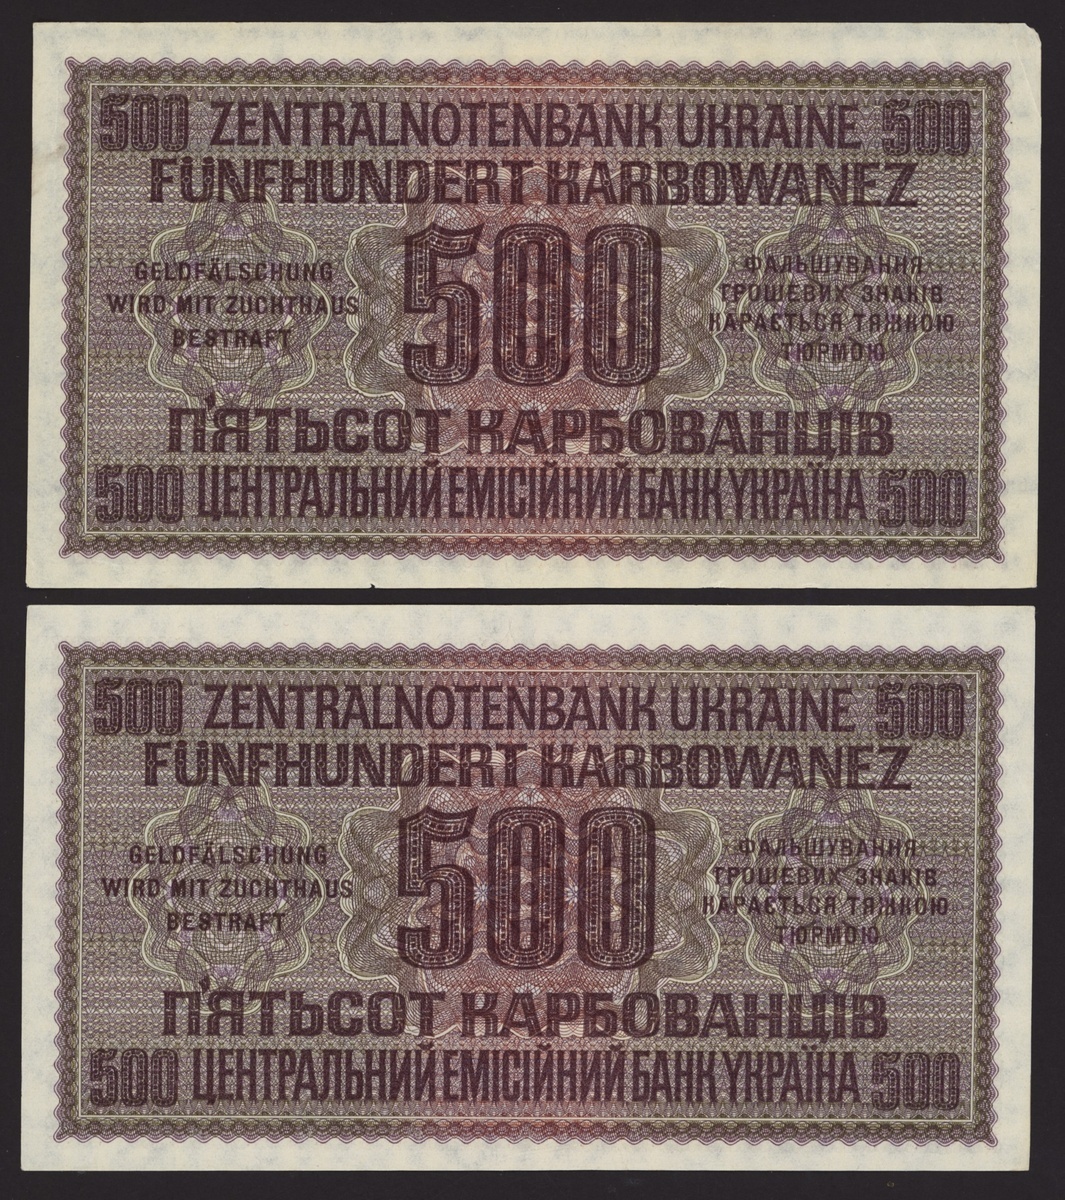 500 ZENTRALNOTENBANK UKRAINE 500
FÜNFHUNDERT KARBOWANEZ
GELDFÄLSCHUNG
WIRD MIT ZUCHTHAUS
BESTRAFT
500
ФАЛЬШУВАННЯ
ГРОШЕВИХ ЗНАКІВ
КАРАЄТЬСЯ ТЯЖКОЮ
ТЮРМОЮ
П'ЯТЬСОТ КАРБОВАНЦІВ
500 ЦЕНТРАЛЬНИЙ ЕМІСІЙНИЙ БАНК УКРАЇНА 500
500 ZENTRALNOTENBANK UKRAINE 500
FÜNFHUNDERT KARBOWANEZ
GELDFÄLSCHUNG
WIRD MIT ZUCHTHAUS
BESTRAFT
500
ФАЛЬШУВАННЯ
ГРОШЕВИХ ЗНАКІВ
КАРАЄТЬСЯ ТЯЖКОЮ
ТЮРМОЮ
П'ЯТЬСОТ КАРБОВАНЦІВ
500 ЦЕНТРАЛЬНИЙ ЕМІСІЙНИЙ БАНК УКРАЇНА 500